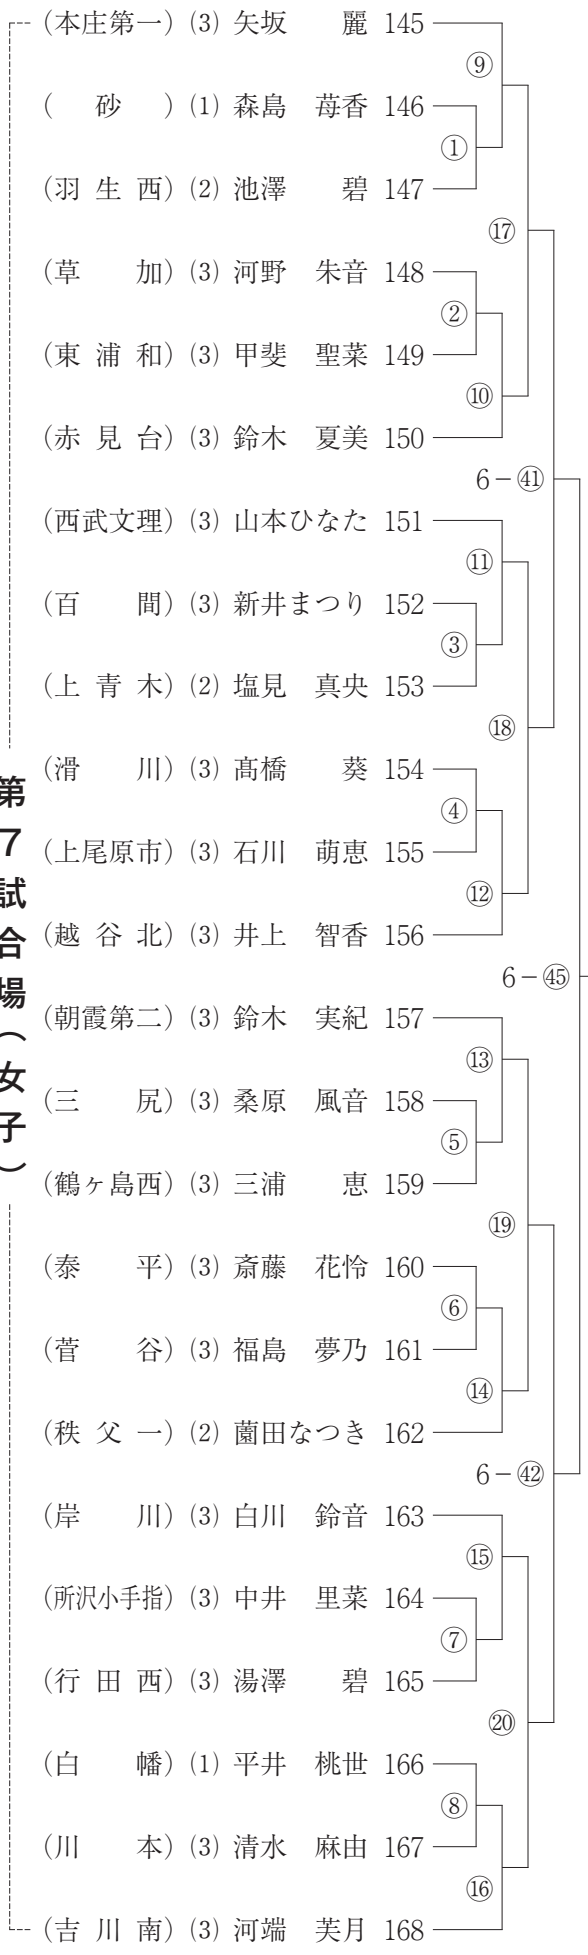 第７試合場（女子）
（本庄第一）(3) 矢坂　　麗 145
（　砂　）(1) 森島　苺香 146
（羽生西）(2) 池澤　　碧 147
（草　加）(3) 河野　朱音 148
（東浦和）(3) 甲斐　聖菜 149
（赤見台）(3) 鈴木　夏美 150
（西武文理）(3) 山本ひなた 151
（百　間）(3) 新井まつり 152
（上青木）(2) 塩見　真央 153
（滑　川）(3) 髙橋　　葵 154
（上尾原市）(3) 石川　萌恵 155
（越谷北）(3) 井上　智香 156
（朝霞第二）(3) 鈴木　実紀 157
（三　尻）(3) 桑原　風音 158
（鶴ヶ島西）(3) 三浦　　恵 159
（泰　平）(3) 斎藤　花怜 160
（菅　谷）(3) 福島　夢乃 161
（秩父一）(2) 薗田なつき 162
（岸　川）(3) 白川　鈴音 163
（所沢小手指）(3) 中井　里菜 164
（行田西）(3) 湯澤　　碧 165
（白　幡）(1) 平井　桃世 166
（川　本）(3) 清水　麻由 167
（吉川南）(3) 河端　芙月 168
①
②
③
④
⑤
⑥
⑦
⑧
⑨
⑩
⑪
⑫
⑬
⑭
⑮
⑯
⑰
⑱
⑲
⑳
6－㊶
6－㊷
6－㊺